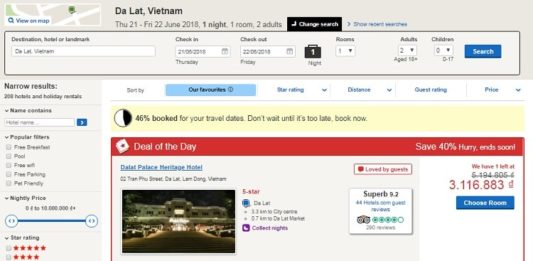 View on map
Da Lat, Vietnam
Thu 21 - Fri 22 June 2018, 1 night, 1 room, 2 adults
Change search
Show recent searches
Destination, hotel or landmark
Check in
Check out
Rooms
Adults
Children
Da Lat, Vietnam
21/06/2018
22/06/2018
1
1
2
0
Search
Thursday
Friday
Night
Aged 18+
0-17
Narrow results:
208 hotels and holiday rentals
Sort by
Our favourites
Star rating
Distance
Guest rating
Price
Name contains
Hotel name...
46% booked for your travel dates. Don't wait until it's too late, book now.
Popular filters
Free Breakfast
Pool
Free wifi
Free Parking
Pet Friendly
Deal of the Day
Save 40% Hurry, ends soon!
Dalat Palace Heritage Hotel
02 Tran Phu Street, Da Lat, Lam Dong, Vietnam
Loved by guests
We have 1 left at
5.194.805 ₫
3.116.883 ₫
Choose Room
Nightly Price
0 ₫ to 10.000.000 ₫+
5-star
Da Lat
3.3 km to City centre
0.7 km to Da Lat Market
Collect nights
Superb 9.2
44 Hotels.com guest reviews
290 reviews
Star rating